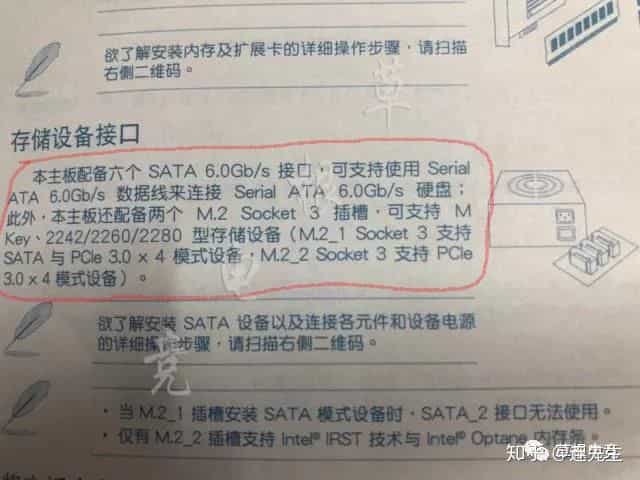 欲了解安装内存及扩展卡的详细操作步骤，请扫描
右侧二维码。
存储设备接口
本主板配备六个 SATA 6.0Gb/s 接口，可支持使用 Serial
ATA 6.0Gb/s 数据线来连接 Serial ATA 6.0Gb/s 硬盘；
此外，本主板还配备两个 M.2 Socket 3 插槽，可支持 M
Key、2242/2260/2280 型存储设备（M.2_1 Socket 3 支持
SATA 与 PCIe 3.0 x 4 模式设备；M.2_2 Socket 3 支持 PCIe
3.0 x 4 模式设备）。
欲了解安装 SATA 设备以及连接各元件和设备电源
的详细操作步骤，请扫描右侧二维码。
· 当 M.2_1 插槽安装 SATA 模式设备时，SATA_2 接口无法使用。
· 仅有 M.2_2 插槽支持 Intel® IRST 技术与 Intel® Optane 内存条。
草
电
竞
知乎